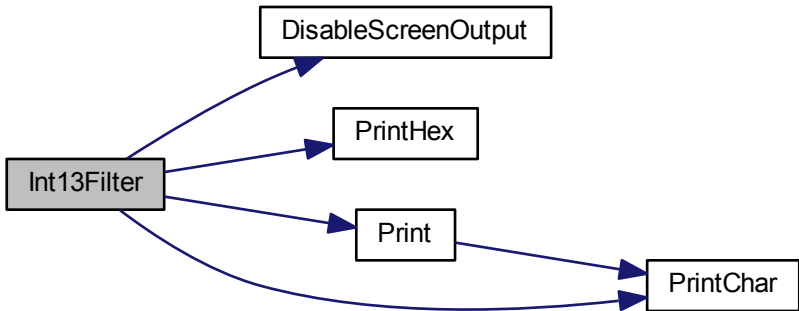 DisableScreenOutput
PrintHex
Int13Filter
Print
PrintChar